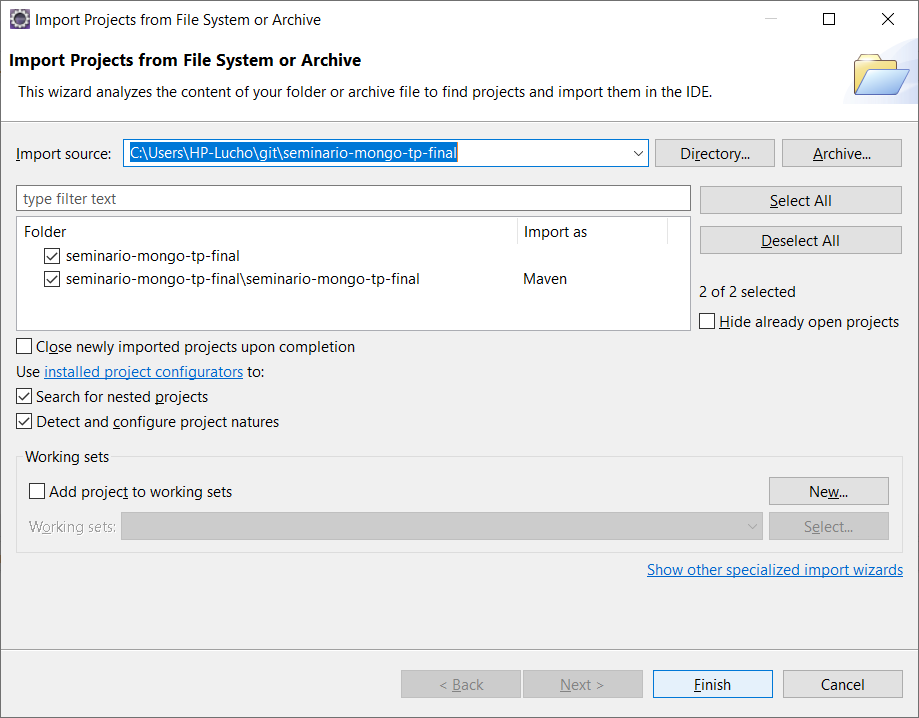 Import Projects from File System or Archive
Import Projects from File System or Archive
This wizard analyzes the content of your folder or archive file to find projects and import them in the IDE.
Import source: C:\Users\HP-Lucho\git\seminario-mongo-tp-final Directory... Archive...
type filter text
Select All
Folder Import as
Deselect All
seminario-mongo-tp-final
seminario-mongo-tp-final\seminario-mongo-tp-final Maven
2 of 2 selected
Hide already open projects
Close newly imported projects upon completion
Use installed project configurators to:
Search for nested projects
Detect and configure project natures
Working sets
Add project to working sets New...
Working sets: Select...
Show other specialized import wizards
< Back Next > Finish Cancel